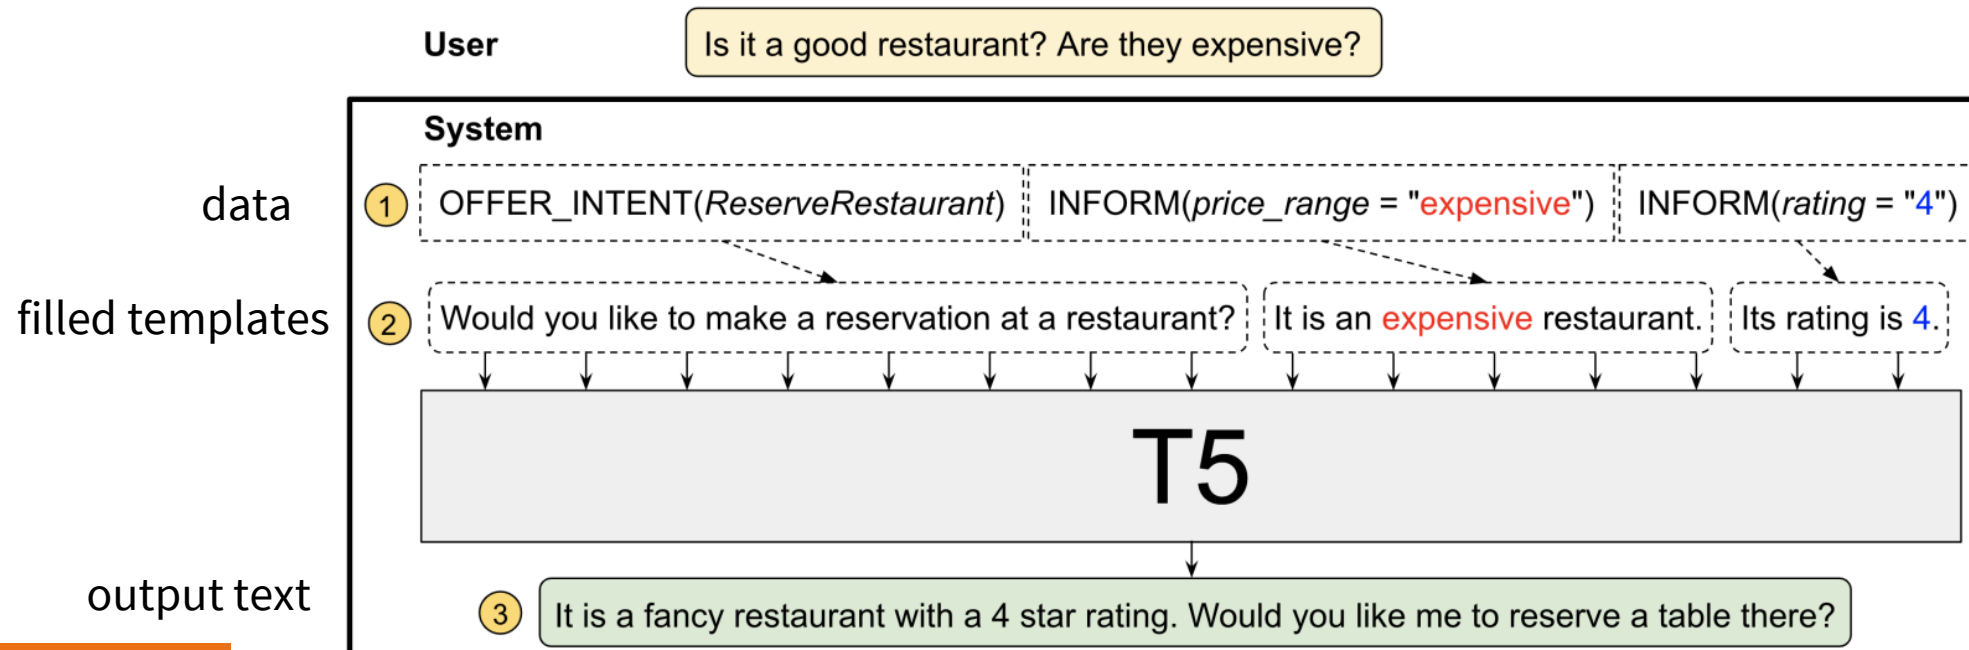 User
Is it a good restaurant? Are they expensive?
System
data
1
OFFER_INTENT(ReserveRestaurant)
INFORM(price_range = "expensive")
INFORM(rating = "4")
filled templates
2
Would you like to make a reservation at a restaurant?
It is an expensive restaurant.
Its rating is 4.
T5
output text
3
It is a fancy restaurant with a 4 star rating. Would you like me to reserve a table there?